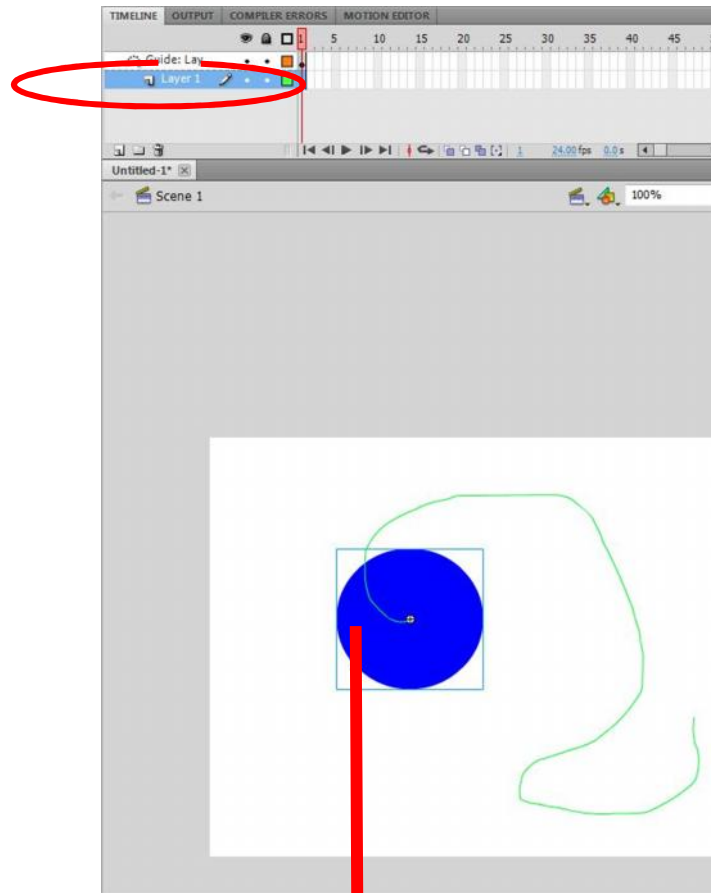 TIMELINE OUTPUT COMPILER ERRORS MOTION EDITOR
1 5 10 15 20 25 30 35 40 45
Guide: Lay
Layer 1
1 24.00 fps 0.0 s
Untitled-1*
Scene 1 100%